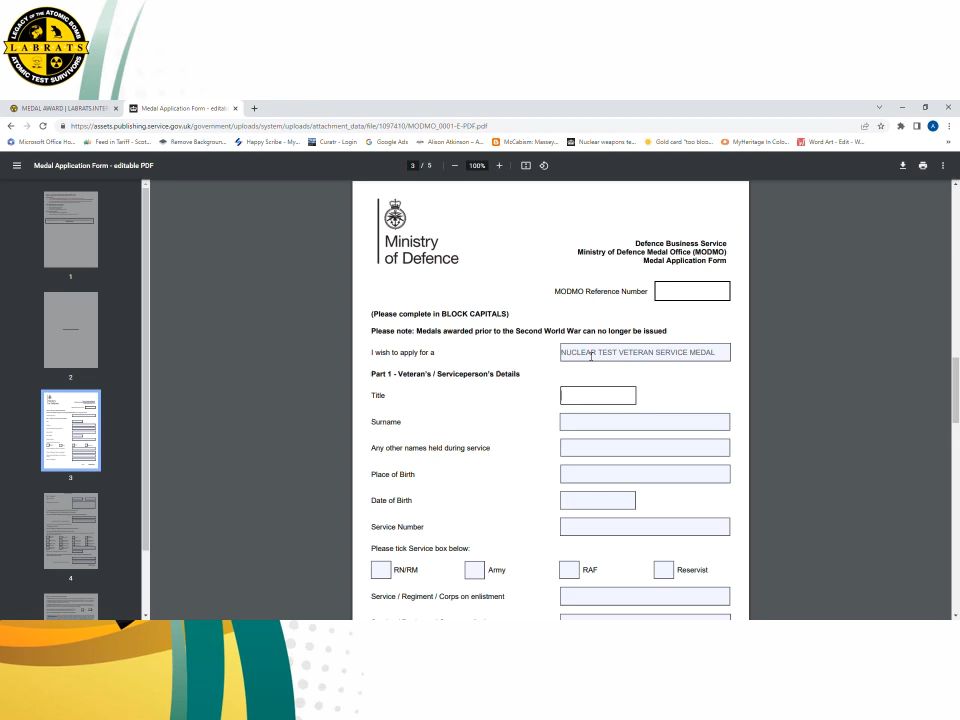 LEGACY OF THE ATOMIC BOMB
LABRATS
ATOMIC TEST SURVIVORS
MEDAL AWARD | LABRATS INTER
Medal Application Form - editabl
https://assets.publishing.service.gov.uk/government/uploads/system/uploads/attachment_data/file/1097410/MODMO_0001-E-PDF.pdf
Microsoft Office Ho... Feed in Tariff - Scot... Remove Backgroun... Happy Scribe - My... Curatr - Login Google Ads Alison Atkinson – A... McCabism: Massey... Nuclear weapons te... Gold card "too bloo... MyHeritage In Colo... Word Art - Edit - W... »
Medal Application Form - editable PDF
3 / 5
100%
1
2
3
4
Ministry
of Defence
Defence Business Service
Ministry of Defence Medal Office (MODMO)
Medal Application Form
MODMO Reference Number
(Please complete in BLOCK CAPITALS)
Please note: Medals awarded prior to the Second World War can no longer be issued
I wish to apply for a NUCLEAR TEST VETERAN SERVICE MEDAL
Part 1 - Veteran's / Serviceperson's Details
Title
Surname
Any other names held during service
Place of Birth
Date of Birth
Service Number
Please tick Service box below:
RN/RM Army RAF Reservist
Service / Regiment / Corps on enlistment